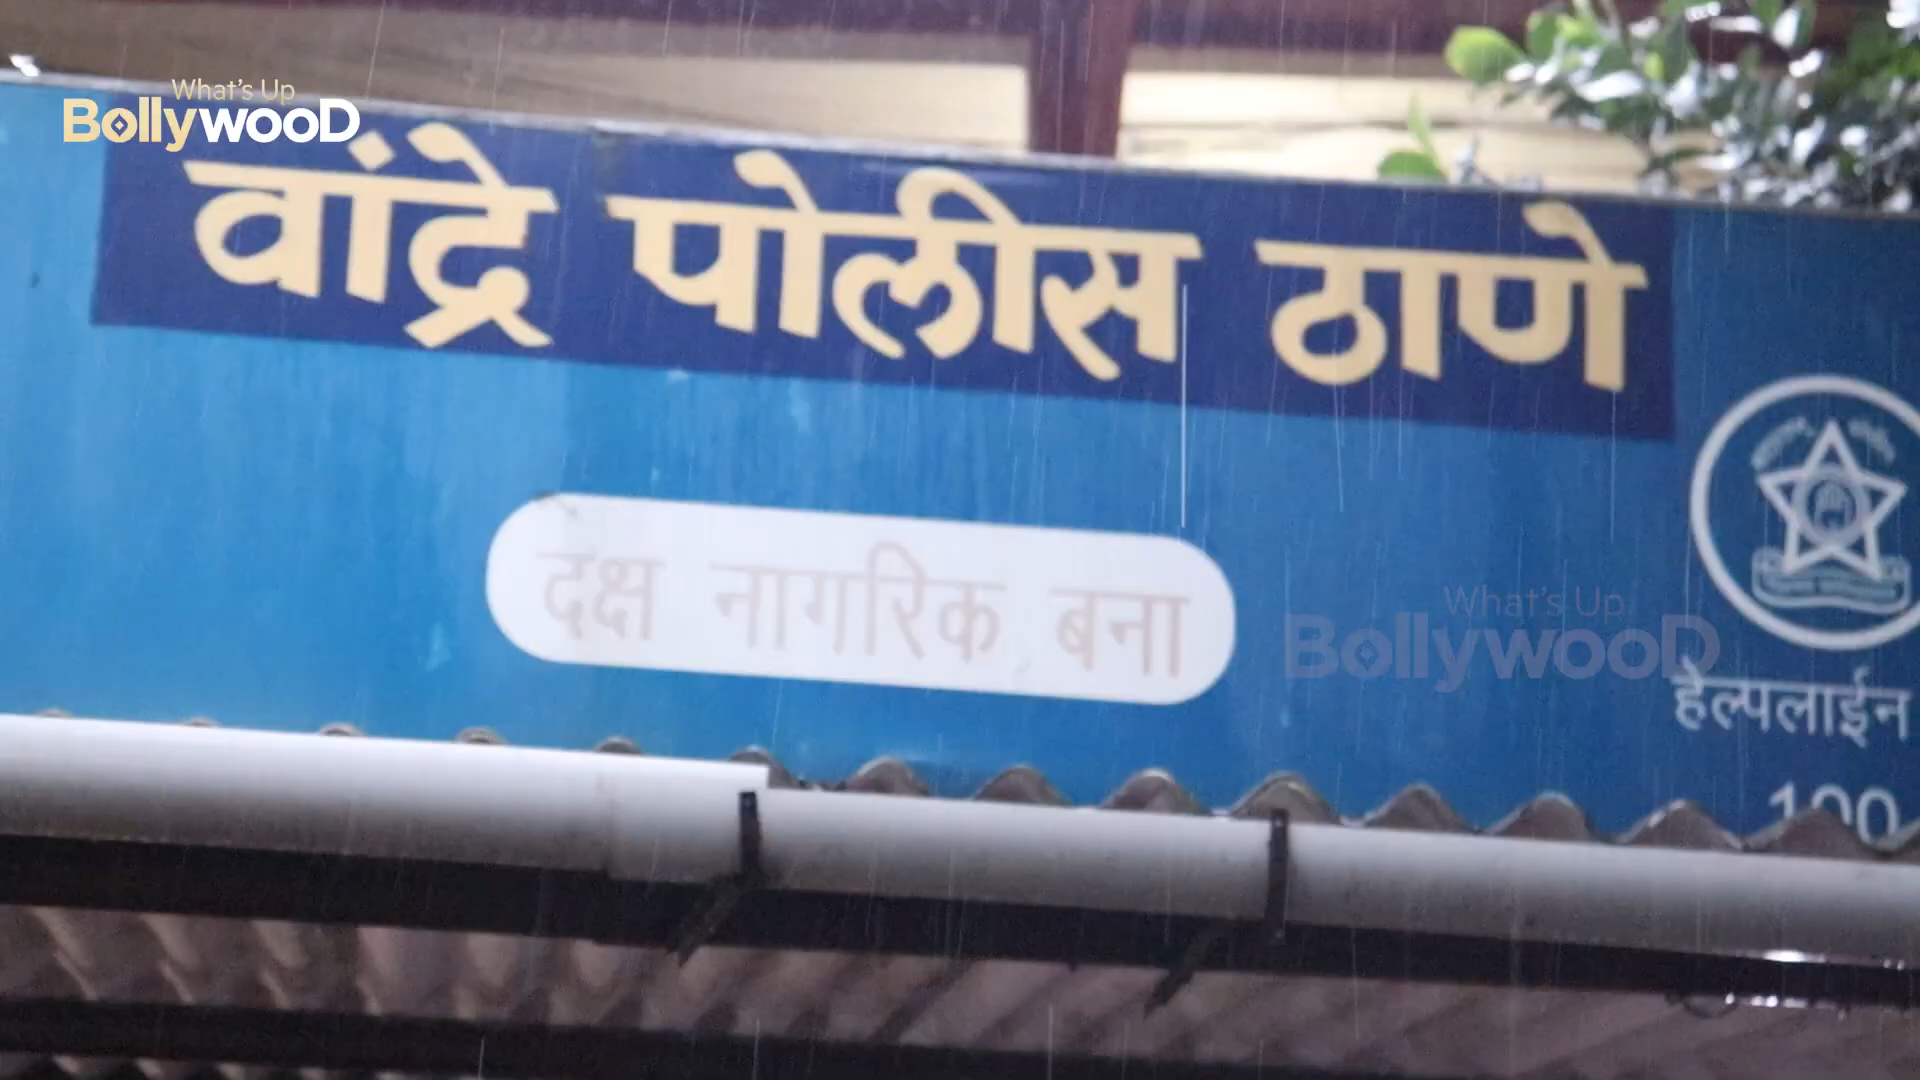 What's Up
BollywooD
वांद्रे पोलीस ठाणे
दक्ष नागरिक बना
What's Up
BollywooD
हेल्पलाईन
100